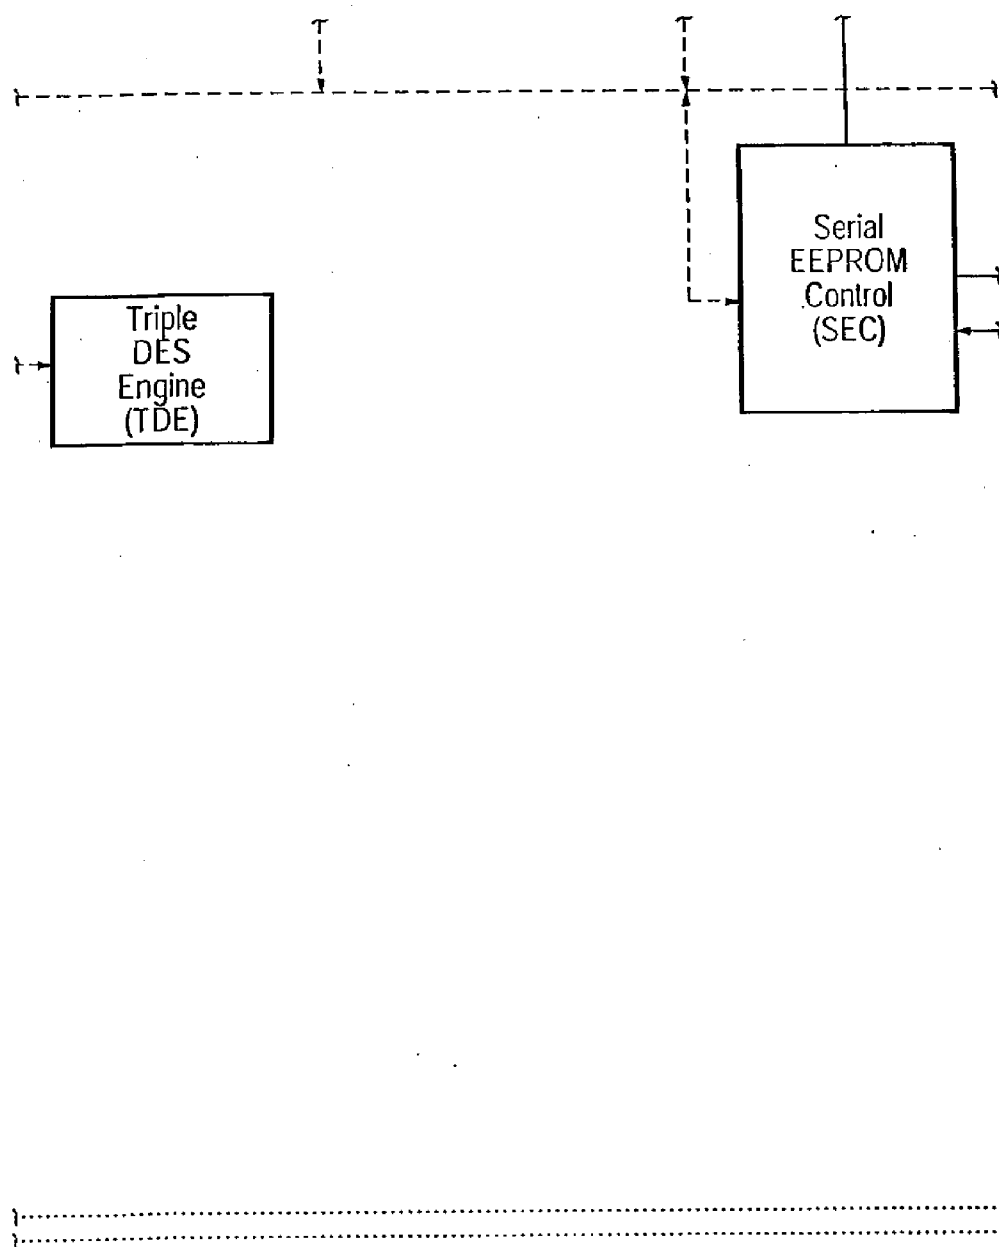 Serial
EEPROM
Control
(SEC)
Triple
DES
Engine
(TDE)